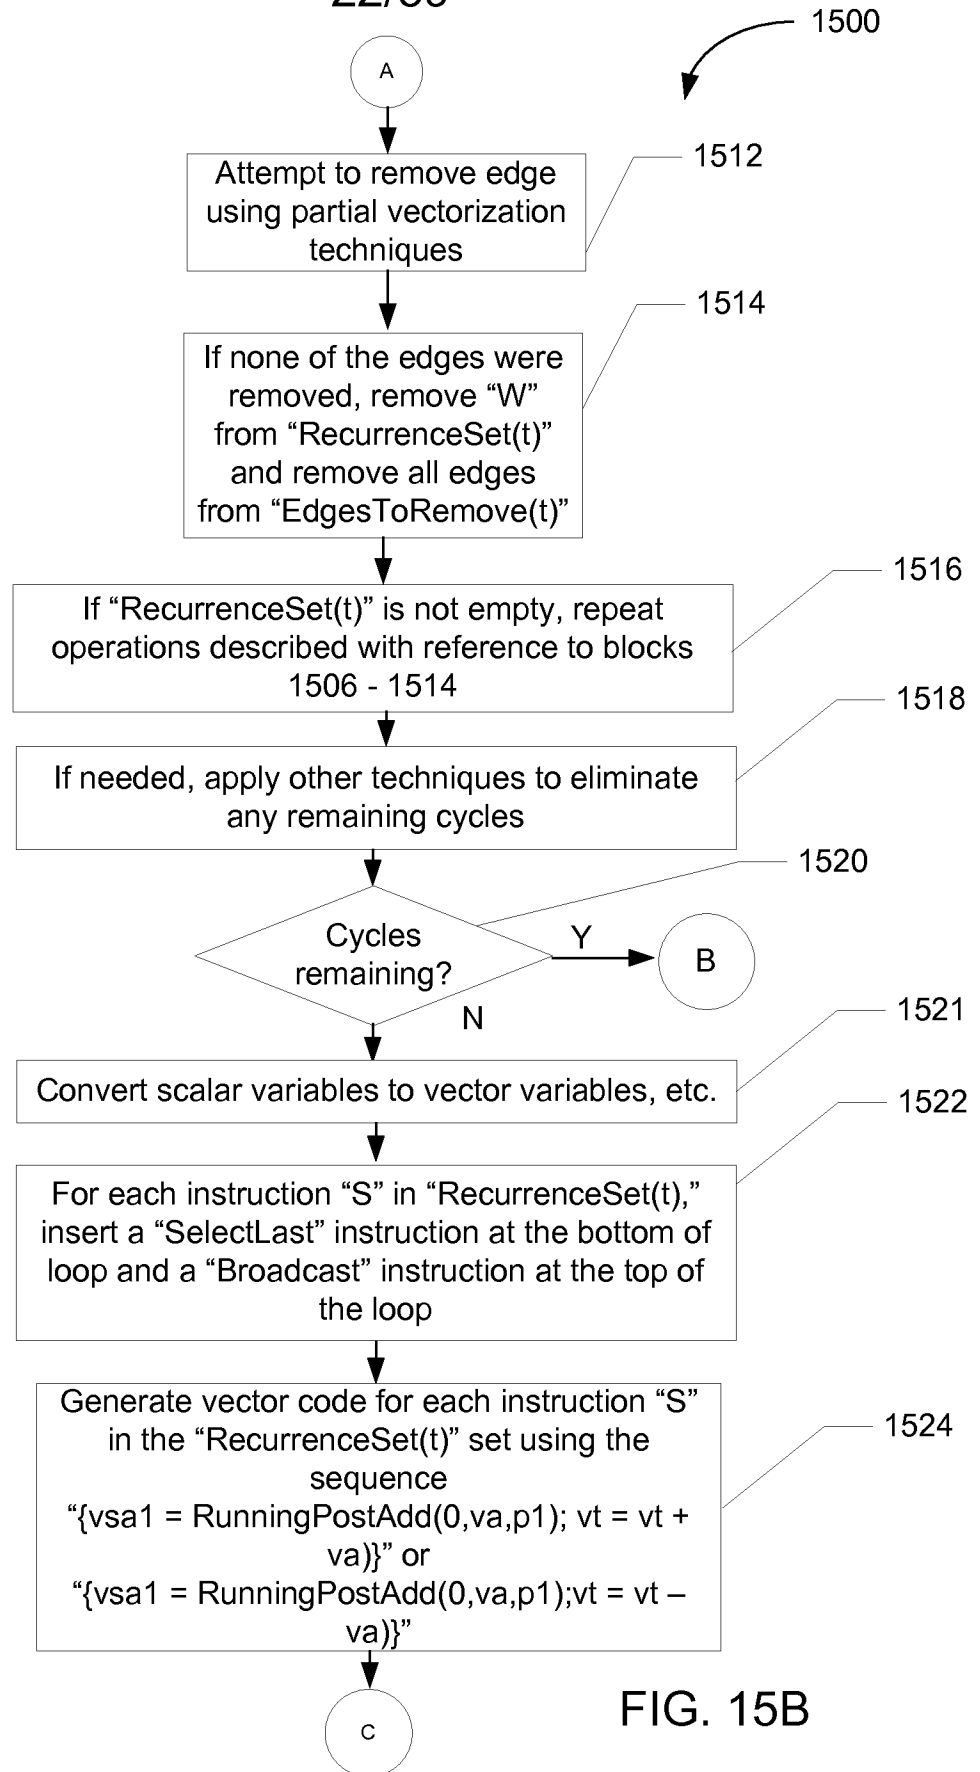 1500
A
1512
Attempt to remove edge
using partial vectorization
techniques
1514
If none of the edges were
removed, remove “W”
from “RecurrenceSet(t)”
and remove all edges
from “EdgesToRemove(t)”
1516
If “RecurrenceSet(t)” is not empty, repeat
operations described with reference to blocks
1506 - 1514
1518
If needed, apply other techniques to eliminate
any remaining cycles
1520
Cycles
remaining?
Y
B
N
1521
Convert scalar variables to vector variables, etc.
1522
For each instruction “S” in “RecurrenceSet(t),”
insert a “SelectLast” instruction at the bottom of
loop and a “Broadcast” instruction at the top of
the loop
Generate vector code for each instruction “S”
in the “RecurrenceSet(t)” set using the
sequence
“{vsa1 = RunningPostAdd(0,va,p1); vt = vt +
va)}” or
“{vsa1 = RunningPostAdd(0,va,p1);vt = vt –
va)}”
1524
C
FIG. 15B